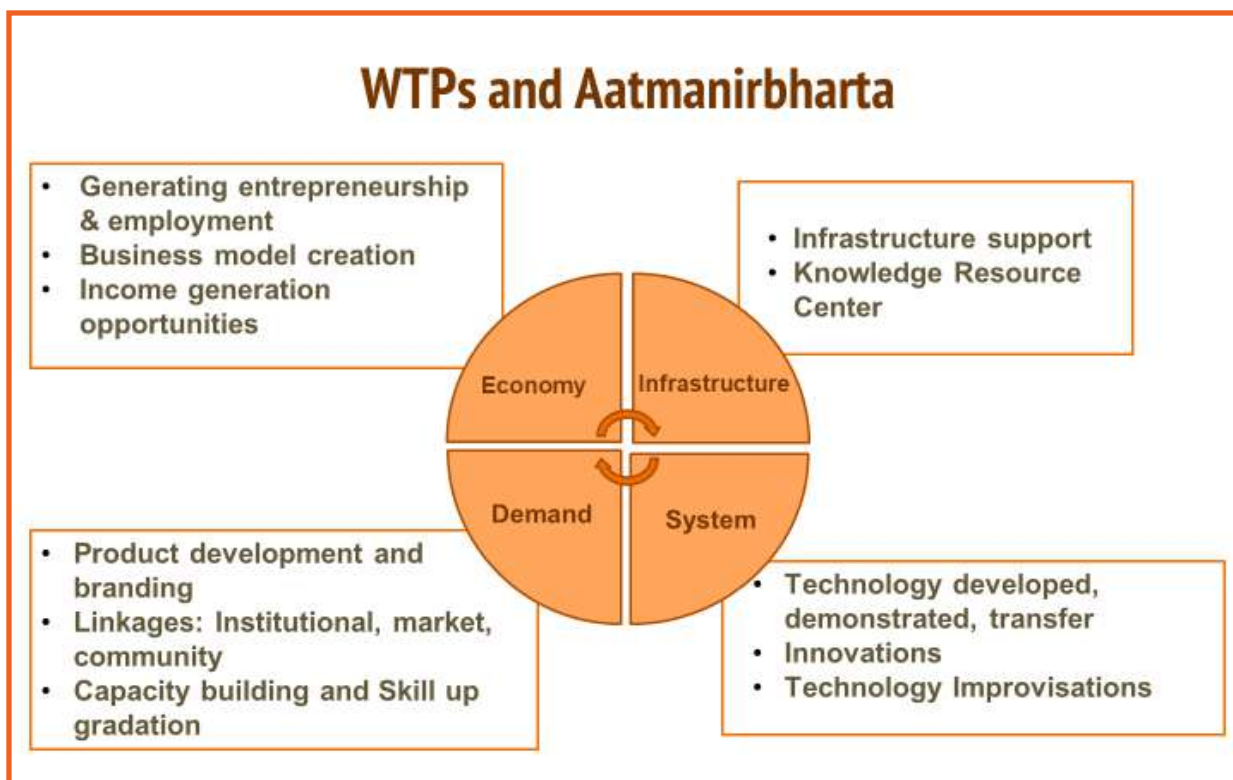 WTPs and Aatmanirbharta
• Generating entrepreneurship
& employment
• Business model creation
• Income generation
opportunities
• Infrastructure support
• Knowledge Resource
Center
Economy
Infrastructure
Demand
System
• Product development and
branding
• Linkages: Institutional, market,
community
• Capacity building and Skill up
gradation
• Technology developed,
demonstrated, transfer
• Innovations
• Technology Improvisations